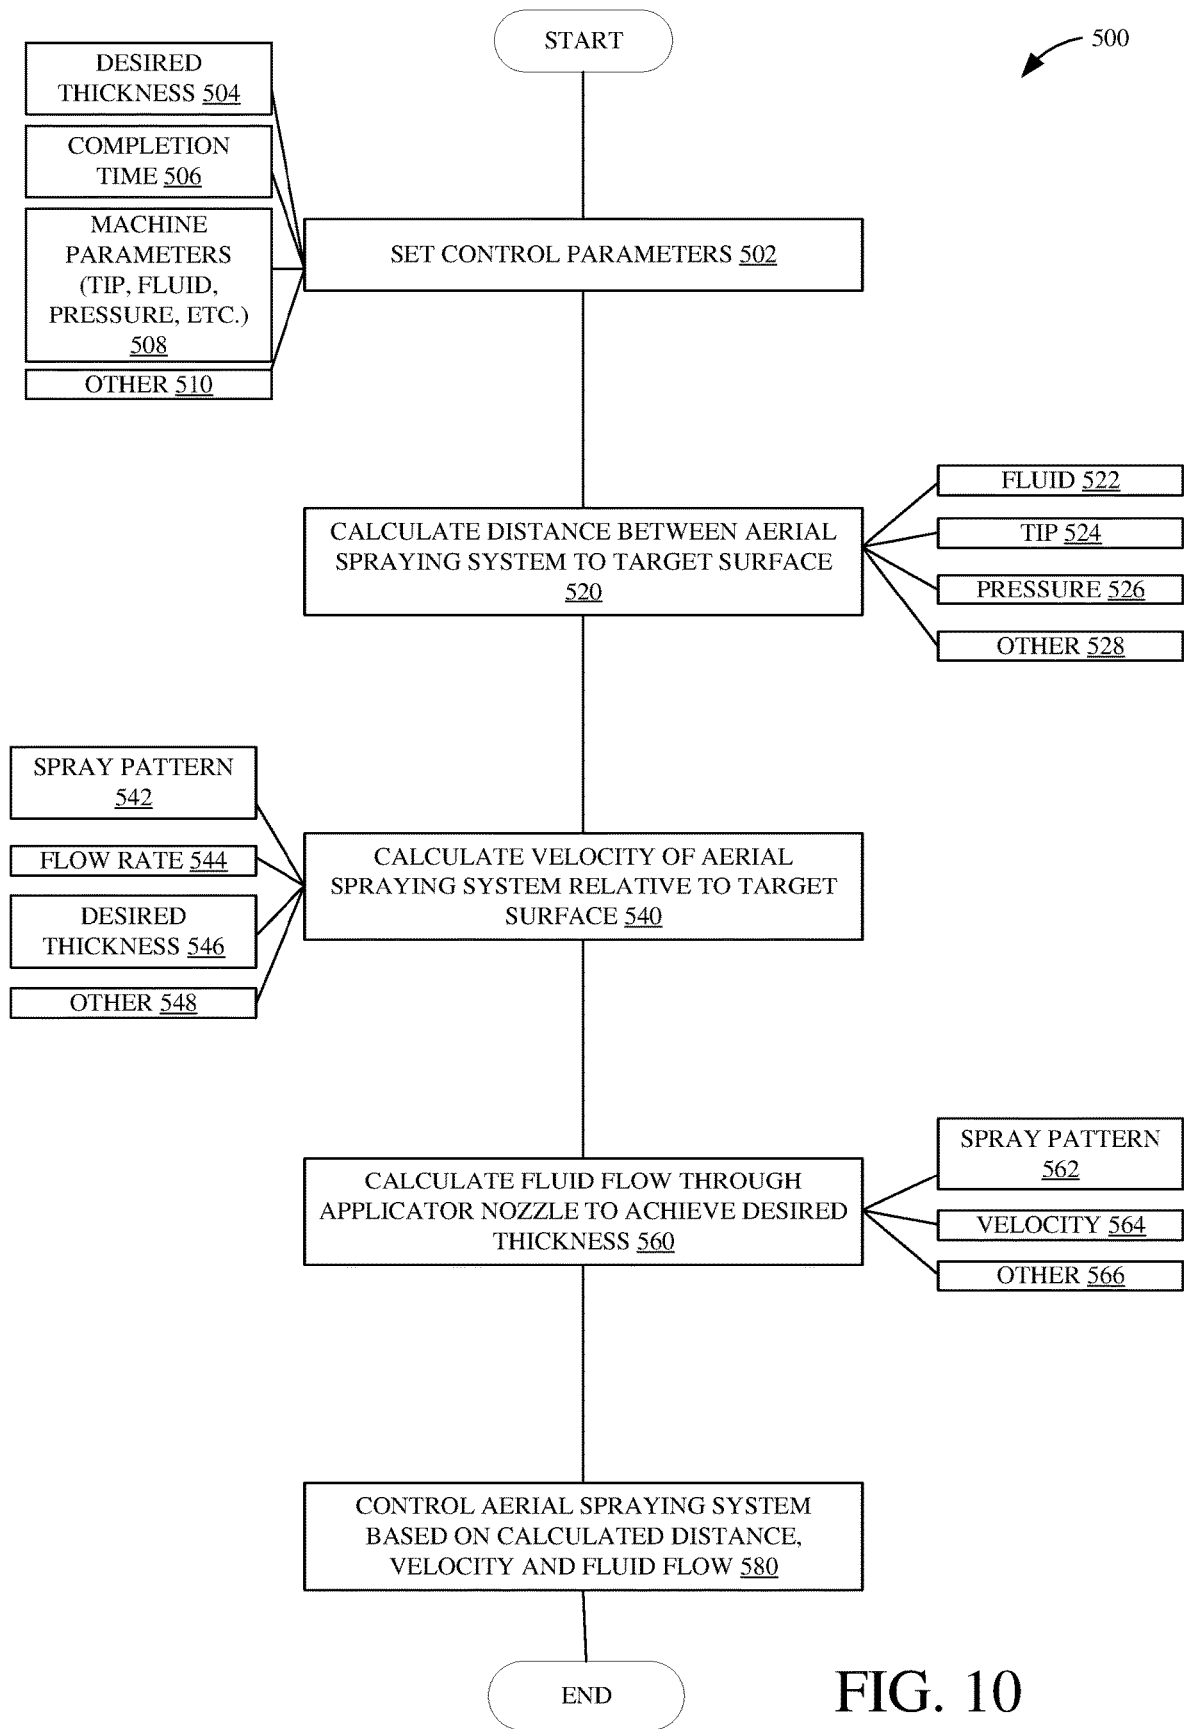 START
500
DESIRED
THICKNESS 504
COMPLETION
TIME 506
MACHINE
PARAMETERS
(TIP, FLUID,
PRESSURE, ETC.)
508
OTHER 510
SET CONTROL PARAMETERS 502
CALCULATE DISTANCE BETWEEN AERIAL
SPRAYING SYSTEM TO TARGET SURFACE
520
FLUID 522
TIP 524
PRESSURE 526
OTHER 528
SPRAY PATTERN
542
FLOW RATE 544
DESIRED
THICKNESS 546
OTHER 548
CALCULATE VELOCITY OF AERIAL
SPRAYING SYSTEM RELATIVE TO TARGET
SURFACE 540
CALCULATE FLUID FLOW THROUGH
APPLICATOR NOZZLE TO ACHIEVE DESIRED
THICKNESS 560
SPRAY PATTERN
562
VELOCITY 564
OTHER 566
CONTROL AERIAL SPRAYING SYSTEM
BASED ON CALCULATED DISTANCE,
VELOCITY AND FLUID FLOW 580
END
FIG. 10